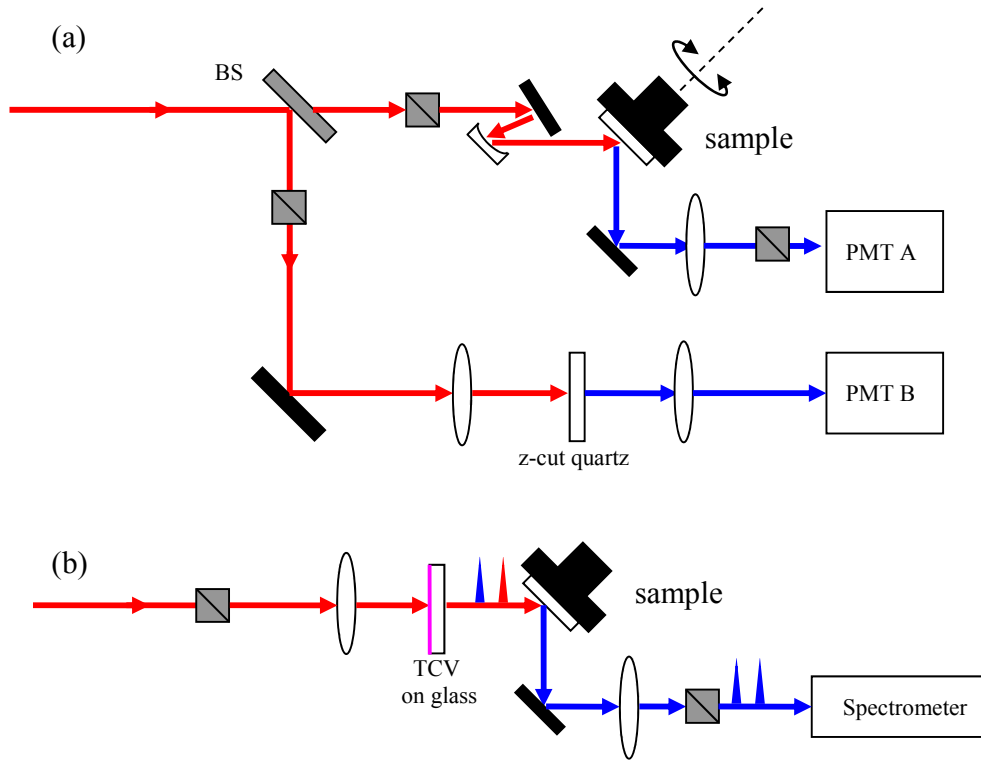 (a)
BS
sample
PMT A
PMT B
z-cut quartz
(b)
sample
TCV
on glass
Spectrometer